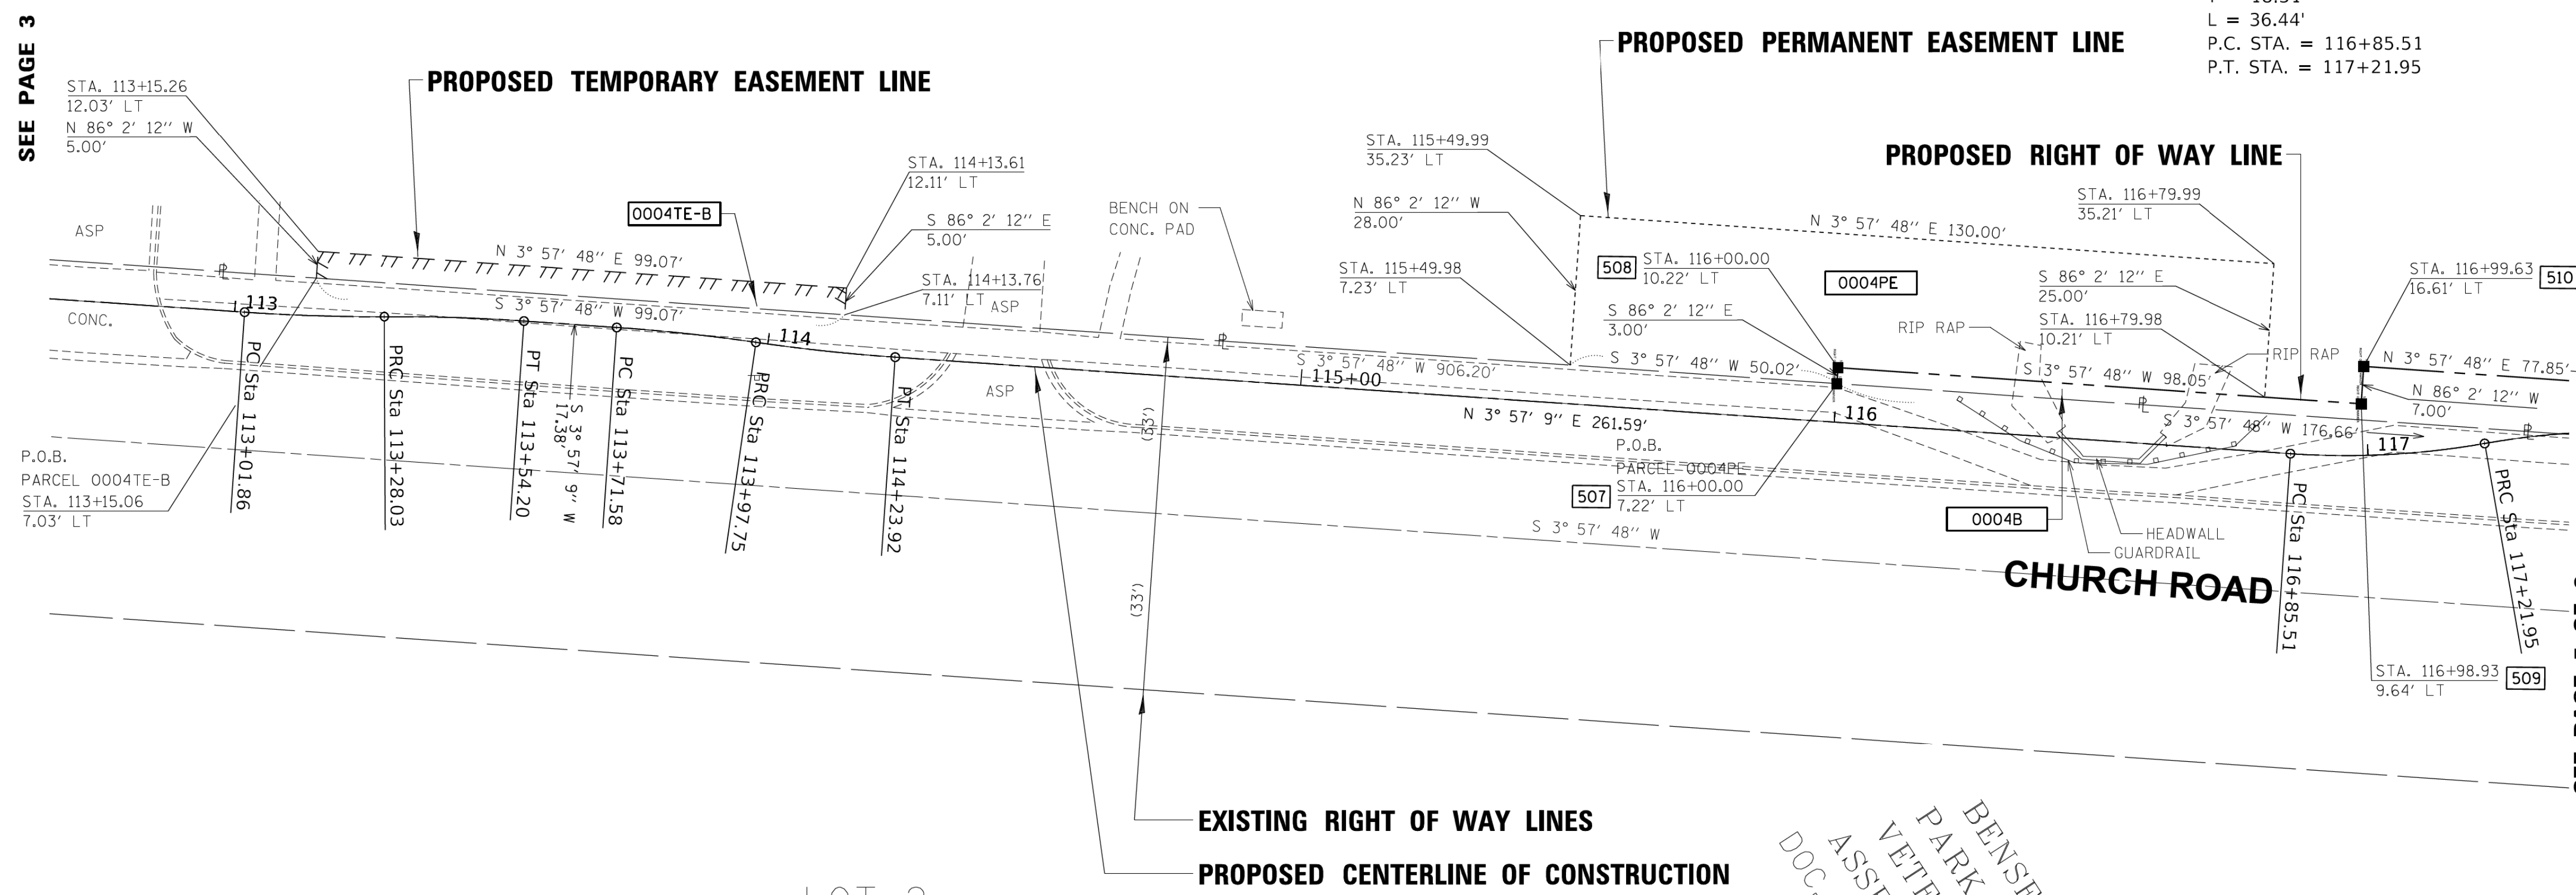 SEE PAGE 3
STA. 113+15.26
12.03' LT
N 86° 2' 12'' W
5.00'
PROPOSED TEMPORARY EASEMENT LINE
0004TE-B
STA. 114+13.61
12.11' LT
S 86° 2' 12'' E
5.00'
STA. 114+13.76
7.11' LT
ASP
N 3° 57' 48'' E 99.07'
S 3° 57' 48'' W 99.07'
ASP
CONC.
BENCH ON
CONC. PAD
PROPOSED PERMANENT EASEMENT LINE
L = 36.44'
P.C. STA. = 116+85.51
P.T. STA. = 117+21.95
STA. 115+49.99
35.23' LT
N 86° 2' 12'' W
28.00'
STA. 115+49.98
7.23' LT
PROPOSED RIGHT OF WAY LINE
N 3° 57' 48'' E 130.00'
STA. 116+79.99
35.21' LT
508
STA. 116+00.00
10.22' LT
0004PE
S 86° 2' 12'' E
25.00'
STA. 116+79.98
10.21' LT
S 86° 2' 12'' E
3.00'
RIP RAP
RIP RAP
STA. 116+99.63
16.61' LT
510
N 3° 57' 48'' E 77.85'
N 86° 2' 12'' W
7.00'
S 3° 57' 48'' W 906.20'
S 3° 57' 48'' W 50.02'
S 3° 57' 48'' W 98.05'
S 3° 57' 48'' W 176.66'
113
114
115+00
116
117
PC Sta 113+01.86
PRC Sta 113+28.03
PT Sta 113+54.20
S 3° 57' 9'' W
17.38'
PC Sta 113+71.58
PRC Sta 113+97.75
PT Sta 114+23.92
ASP
(33')
(33')
N 3° 57' 9'' E 261.59'
P.O.B.
PARCEL 0004PE
507
STA. 116+00.00
7.22' LT
P.O.B.
PARCEL 0004TE-B
STA. 113+15.06
7.03' LT
S 3° 57' 48'' W
0004B
HEADWALL
GUARDRAIL
CHURCH ROAD
PC Sta 116+85.51
PRC Sta 117+21.95
STA. 116+98.93
9.64' LT
509
EXISTING RIGHT OF WAY LINES
PROPOSED CENTERLINE OF CONSTRUCTION
BENSE
PARK
VETE
ASSE
DOC.